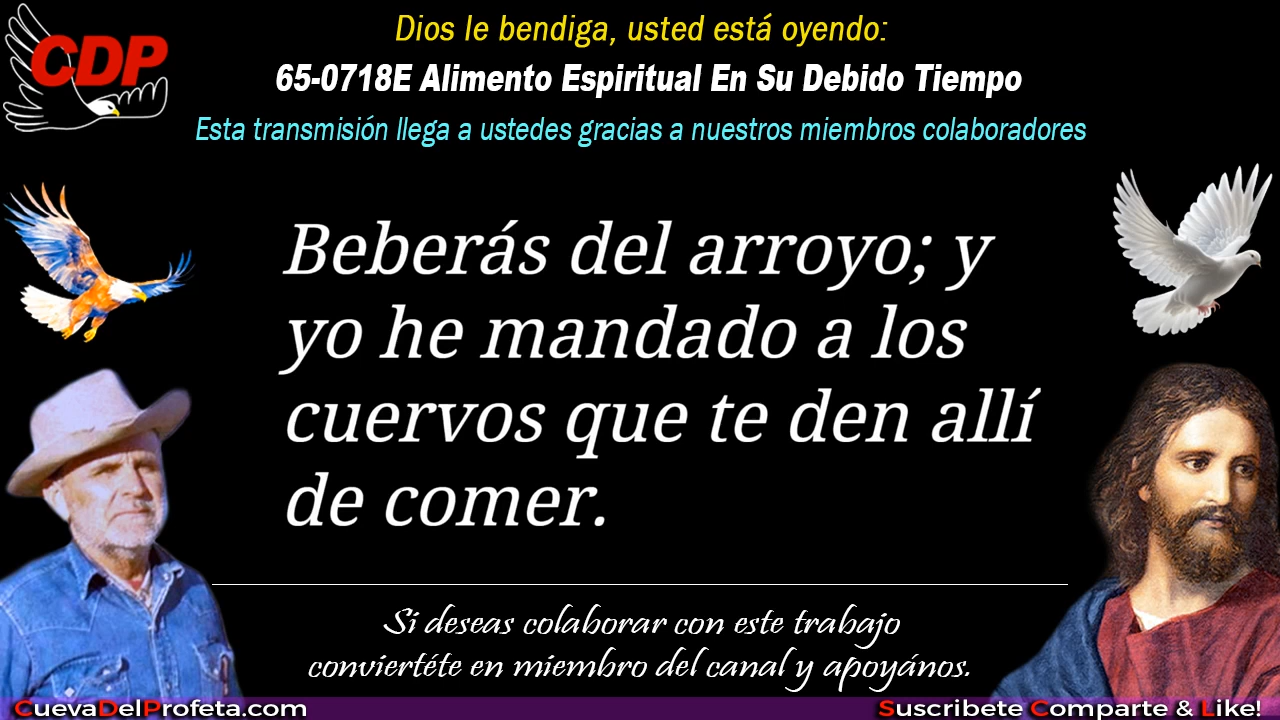 CDP
Dios le bendiga, usted está oyendo:
65-0718E Alimento Espiritual En Su Debido Tiempo
Esta transmisión llega a ustedes gracias a nuestros miembros colaboradores
Beberás del arroyo; y
yo he mandado a los
cuervos que te den allí
de comer.
Si deseas colaborar con este trabajo
conviertéte en miembro del canal y apoyános.
CuevaDelProfeta.com
Suscribete Comparte & Like!